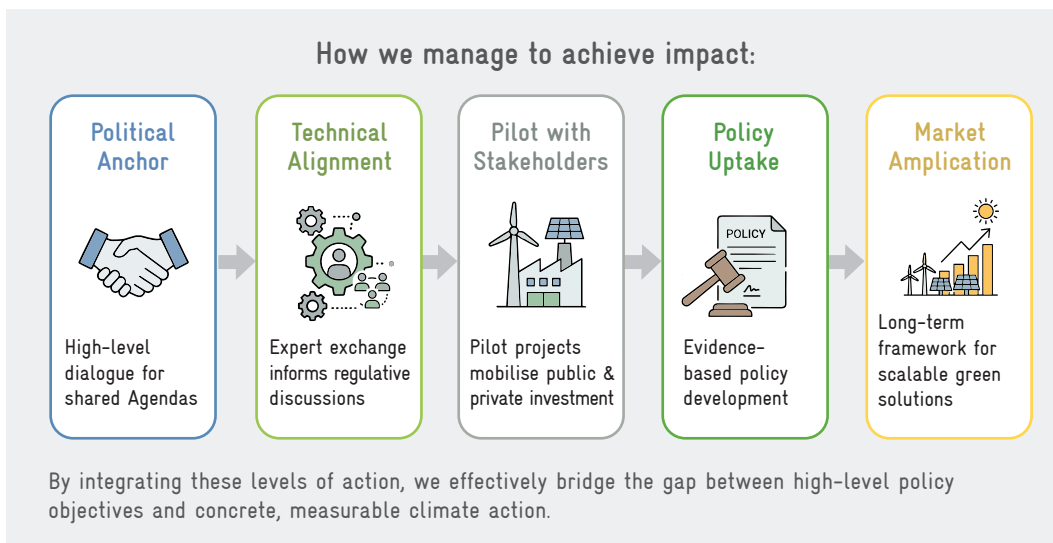 How we manage to achieve impact:
Political
Anchor
High-level
dialogue for
shared Agendas
Technical
Alignment
Expert exchange
informs regulative
discussions
Pilot with
Stakeholders
Pilot projects
mobilise public &
private investment
Policy
Uptake
POLICY
Evidence-
based policy
development
Market
Amplication
Long-term
framework for
scalable green
solutions
By integrating these levels of action, we effectively bridge the gap between high-level policy
objectives and concrete, measurable climate action.